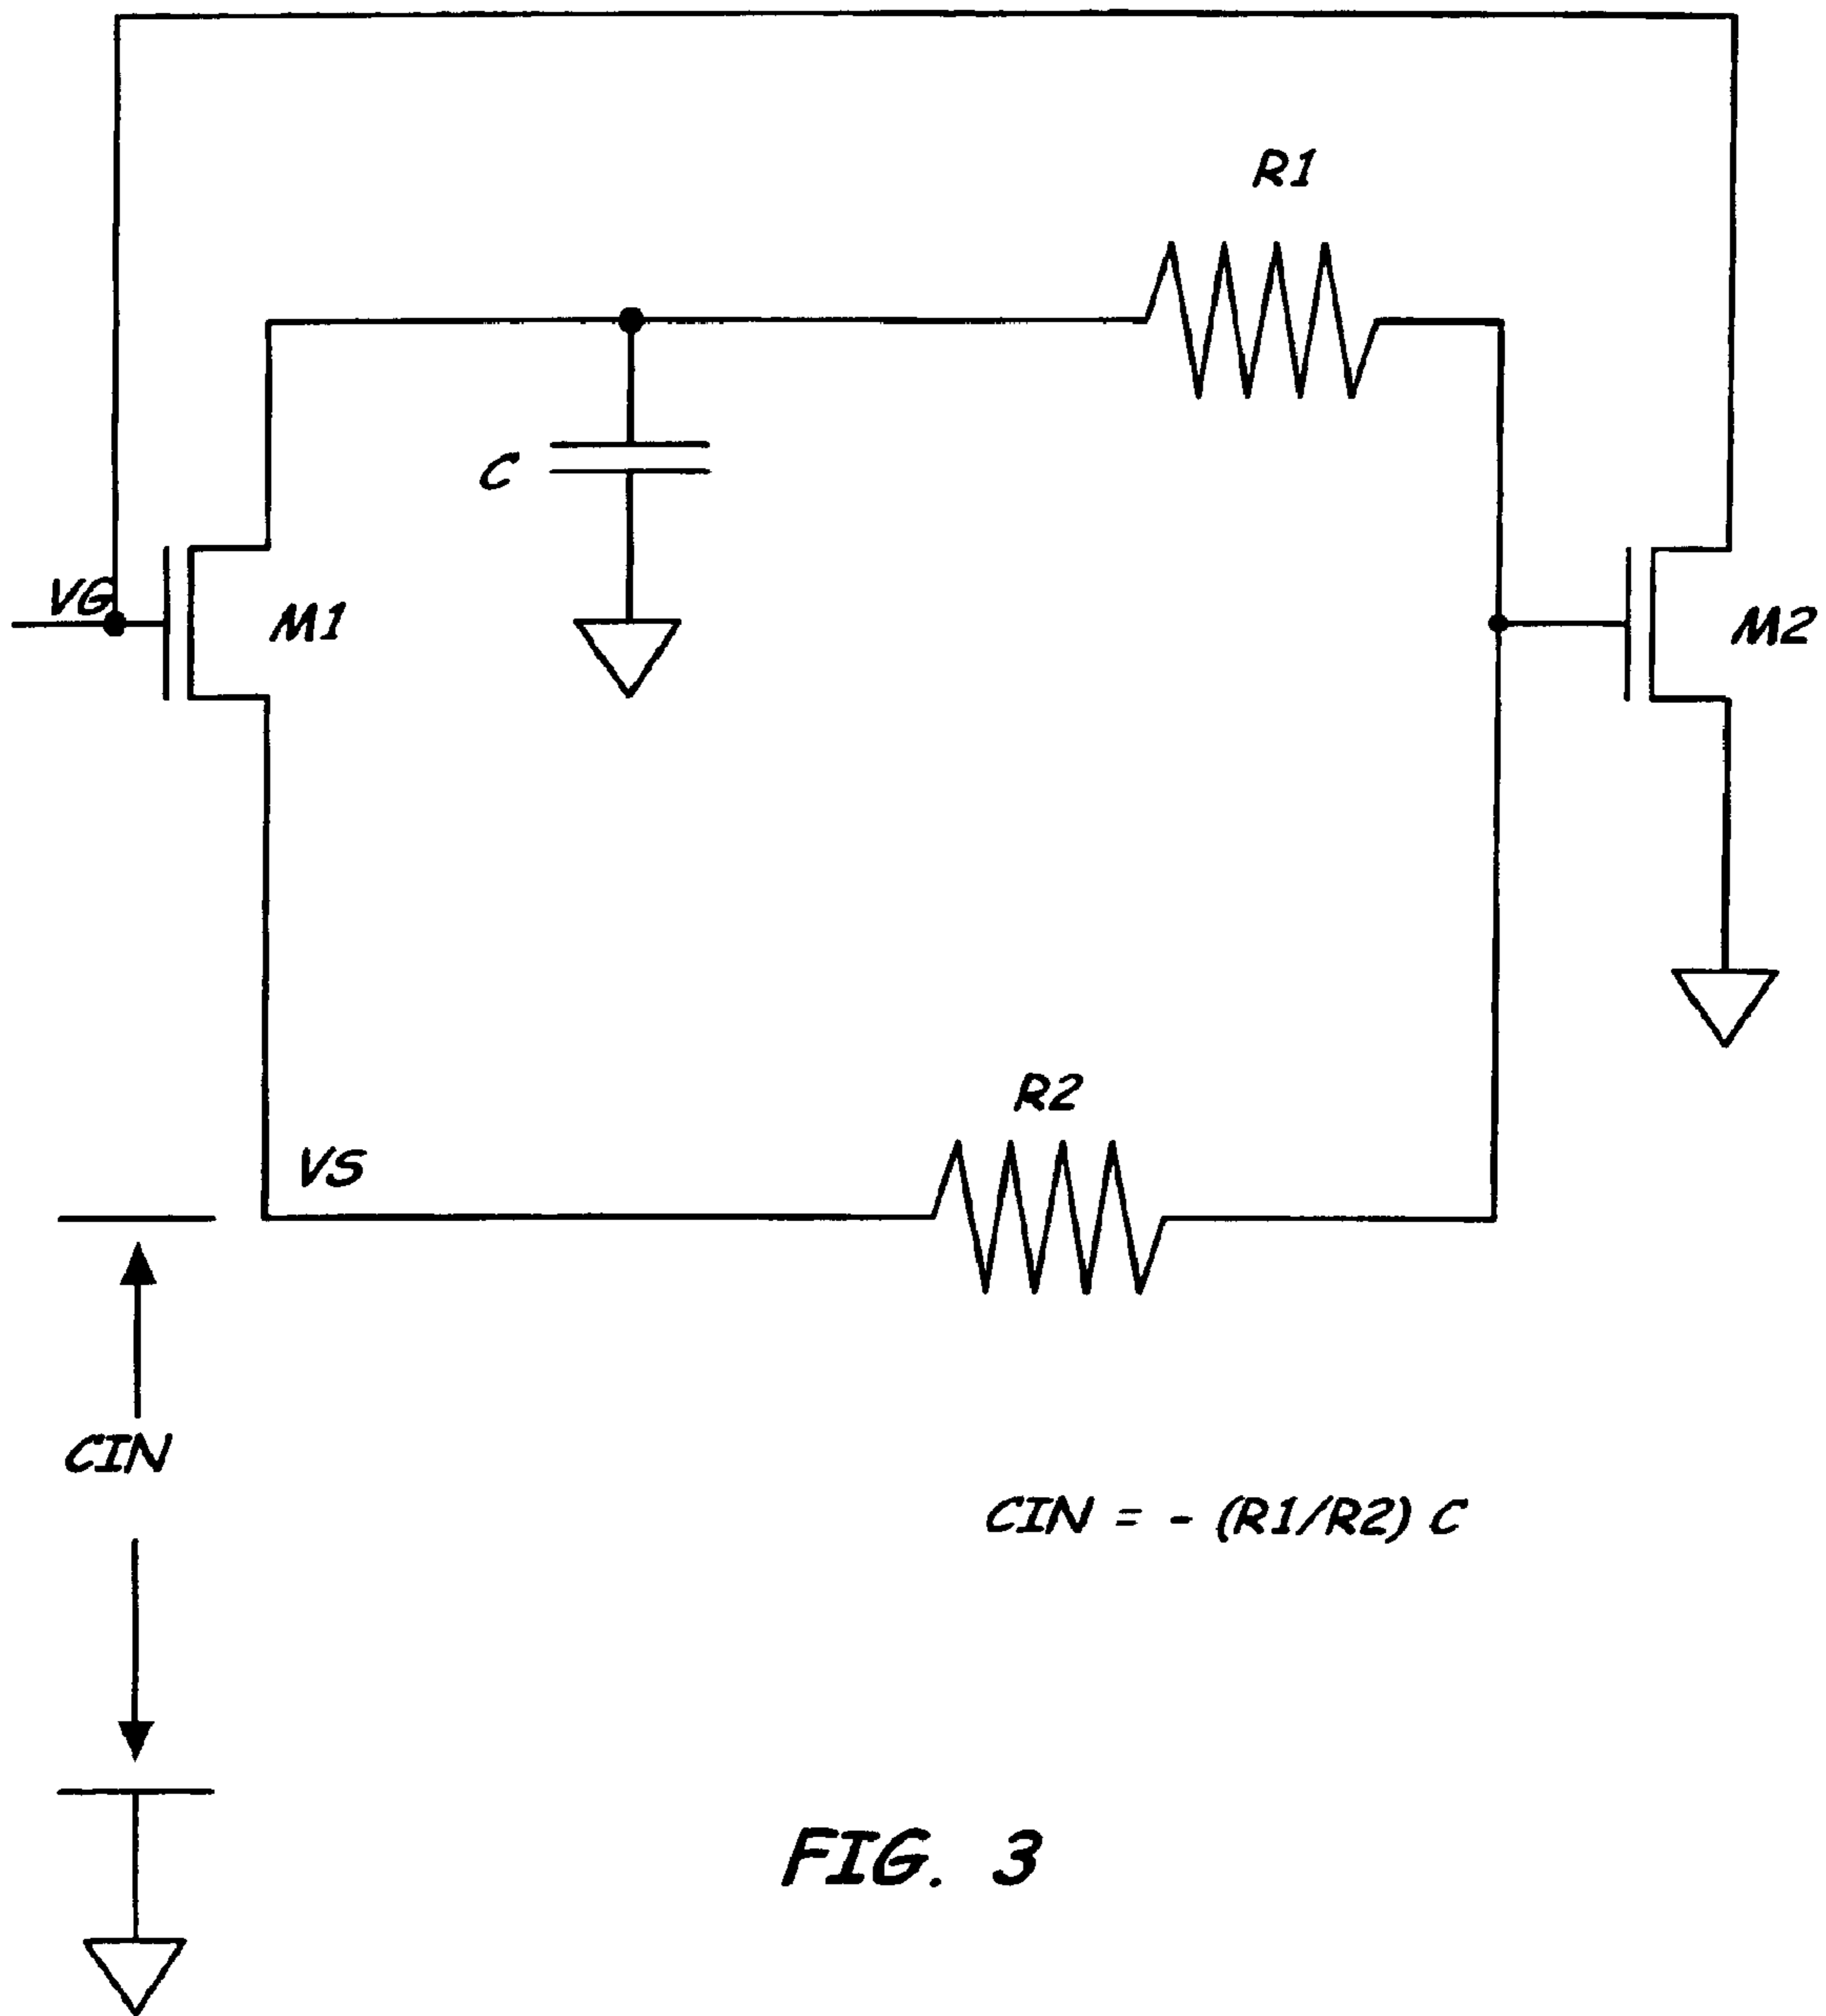 R1
C
VG
M1
M2
R2
VS
CIN
CIN = - (R1/R2) C
FIG. 3